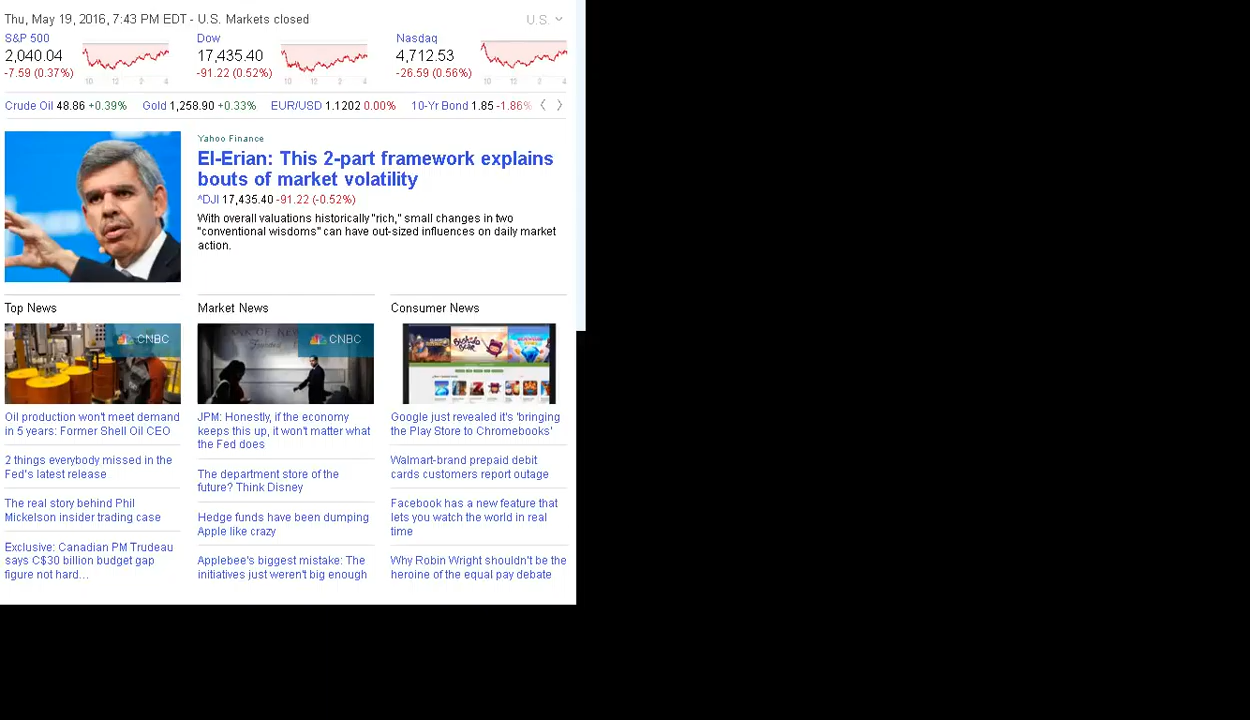 Thu, May 19, 2016, 7:43 PM EDT - U.S. Markets closed
U.S.
S&P 500
2,040.04
-7.59 (0.37%)
10 12 2 4
Dow
17,435.40
-91.22 (0.52%)
10 12 2 4
Nasdaq
4,712.53
-26.59 (0.56%)
10 12 2 4
Crude Oil 48.86 +0.39% Gold 1,258.90 +0.33% EUR/USD 1.1202 0.00% 10-Yr Bond 1.85 -1.86%
Yahoo Finance
El-Erian: This 2-part framework explains
bouts of market volatility
^DJI 17,435.40 -91.22 (-0.52%)
With overall valuations historically "rich," small changes in two
"conventional wisdoms" can have out-sized influences on daily market
action.
Top News
CNBC
Oil production won't meet demand
in 5 years: Former Shell Oil CEO
2 things everybody missed in the
Fed's latest release
The real story behind Phil
Mickelson insider trading case
Exclusive: Canadian PM Trudeau
says C$30 billion budget gap
figure not hard...
Market News
CNBC
JPM: Honestly, if the economy
keeps this up, it won't matter what
the Fed does
The department store of the
future? Think Disney
Hedge funds have been dumping
Apple like crazy
Applebee's biggest mistake: The
initiatives just weren't big enough
Consumer News
Google just revealed it's 'bringing
the Play Store to Chromebooks'
Walmart-brand prepaid debit
cards customers report outage
Facebook has a new feature that
lets you watch the world in real
time
Why Robin Wright shouldn't be the
heroine of the equal pay debate